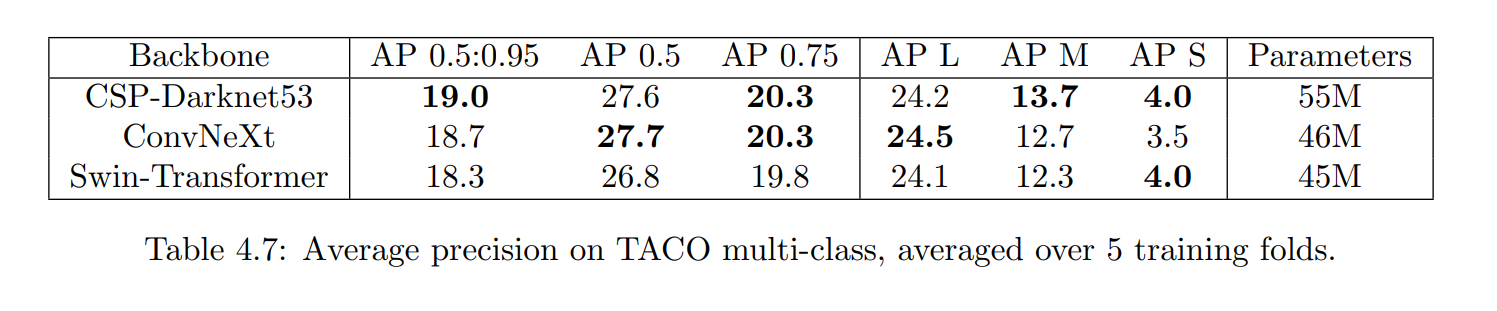 Backbone AP 0.5:0.95 AP 0.5 AP 0.75 AP L AP M AP S Parameters
CSP-Darknet53 19.0 27.6 20.3 24.2 13.7 4.0 55M
ConvNeXt 18.7 27.7 20.3 24.5 12.7 3.5 46M
Swin-Transformer 18.3 26.8 19.8 24.1 12.3 4.0 45M
Table 4.7: Average precision on TACO multi-class, averaged over 5 training folds.